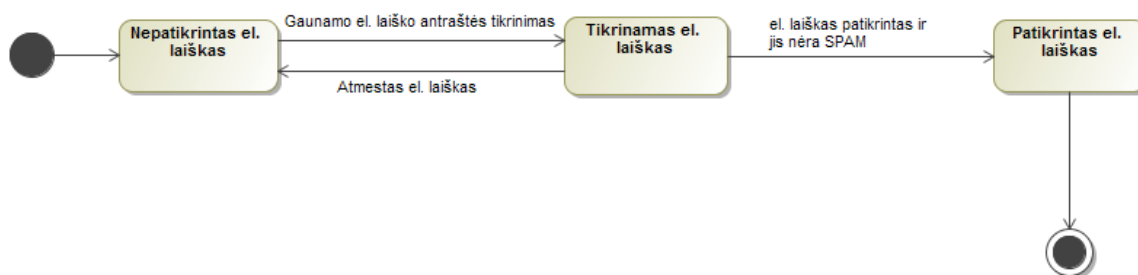 Nepatikrintas el.
laiškas
Gaunamo el. laiško antraštės tikrinimas
Atmestas el. laiškas
Tikrinamas el.
laiškas
el. laiškas patikrintas ir
jis nėra SPAM
Patikrintas el.
laiškas